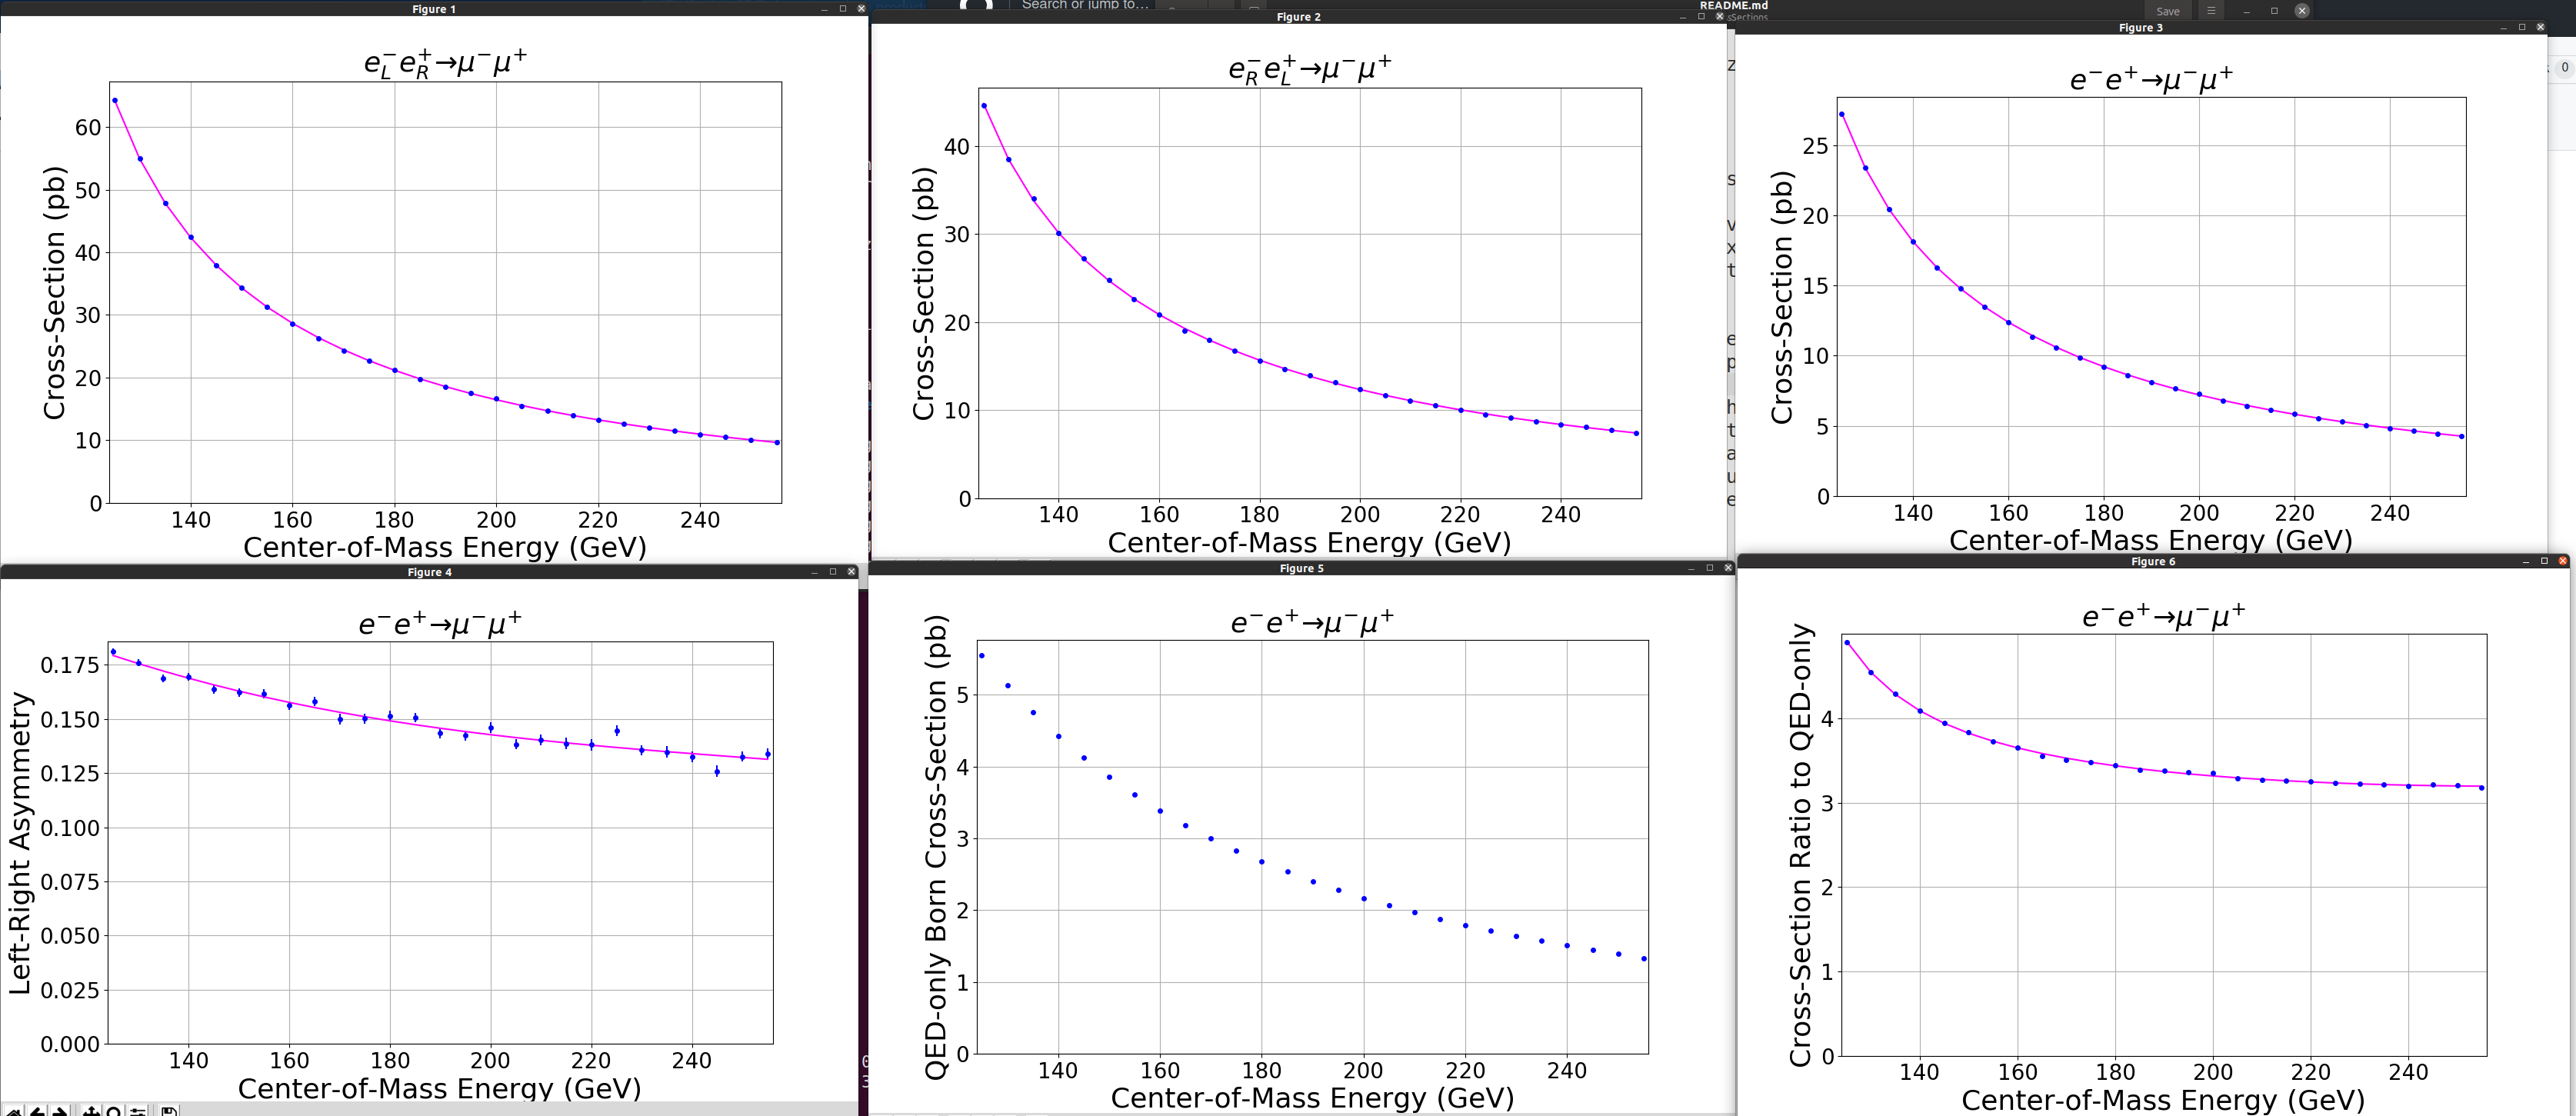 Search or jump to...
README.md
sSections
Save
0
Figure 1
e⁻_L e⁺_R→μ⁻μ⁺
Cross-Section (pb)
60
50
40
30
20
10
0
140 160 180 200 220 240
Center-of-Mass Energy (GeV)
Figure 2
e⁻_R e⁺_L→μ⁻μ⁺
Cross-Section (pb)
40
30
20
10
0
140 160 180 200 220 240
Center-of-Mass Energy (GeV)
Figure 3
e⁻e⁺→μ⁻μ⁺
Cross-Section (pb)
25
20
15
10
5
0
140 160 180 200 220 240
Center-of-Mass Energy (GeV)
Figure 4
e⁻e⁺→μ⁻μ⁺
Left-Right Asymmetry
0.175
0.150
0.125
0.100
0.075
0.050
0.025
0.000
140 160 180 200 220 240
Center-of-Mass Energy (GeV)
Figure 5
e⁻e⁺→μ⁻μ⁺
QED-only Born Cross-Section (pb)
5
4
3
2
1
0
140 160 180 200 220 240
Center-of-Mass Energy (GeV)
Figure 6
e⁻e⁺→μ⁻μ⁺
Cross-Section Ratio to QED-only
4
3
2
1
0
140 160 180 200 220 240
Center-of-Mass Energy (GeV)